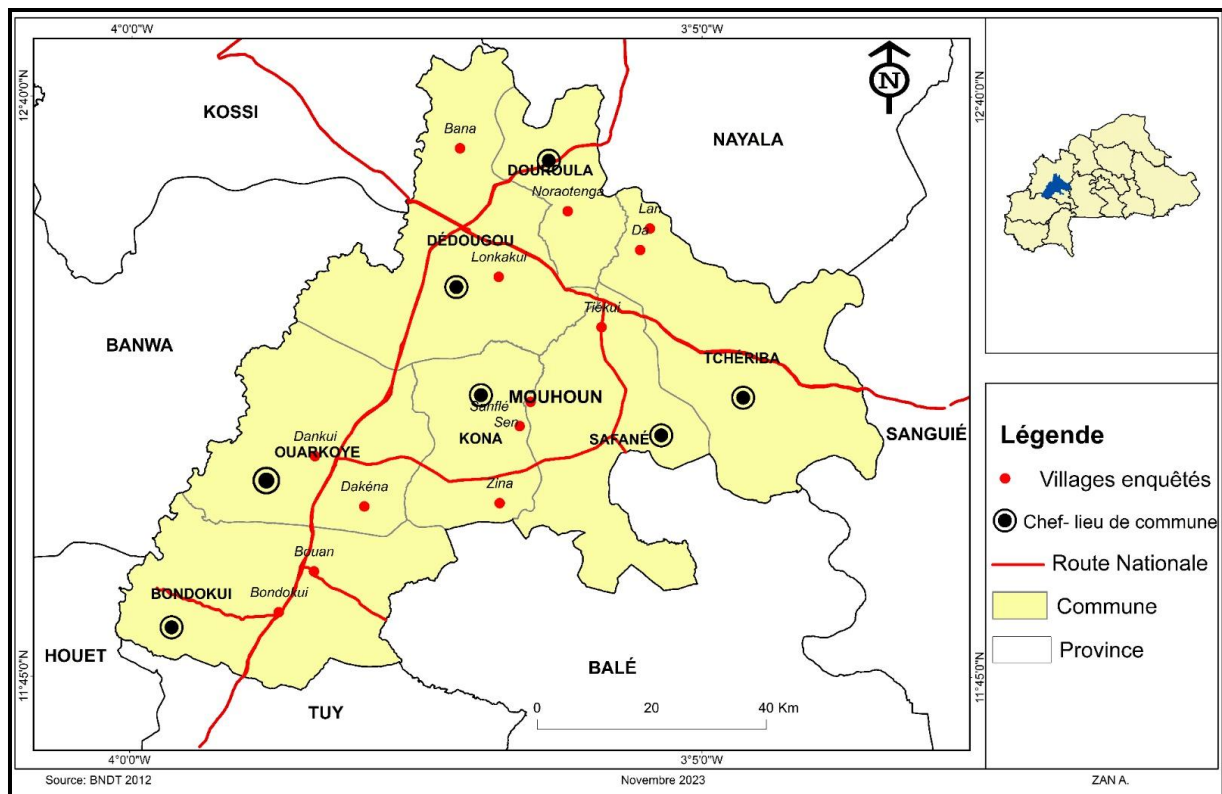 4°0'0"W
3°5'0"W
12°40'0"N
12°40'0"N
N
KOSSI
NAYALA
Bana
DOUROULA
Noraotenga
Lan
Da
DÉDOUGOU
Lonkakui
Tiékui
BANWA
TCHÉRIBA
MOUHOUN
Sanflé
Sen
KONA
SAFANÉ
SANGUIÉ
Dankui
OUARKOYE
Dakéna
Zina
Bouan
BONDOKUI
Bondokui
HOUET
BALÉ
TUY
11°45'0"N
11°45'0"N
0 20 40 Km
4°0'0"W
3°5'0"W
Légende
Villages enquêtés
Chef- lieu de commune
Route Nationale
Commune
Province
Source: BNDT 2012
Novembre 2023
ZAN A.